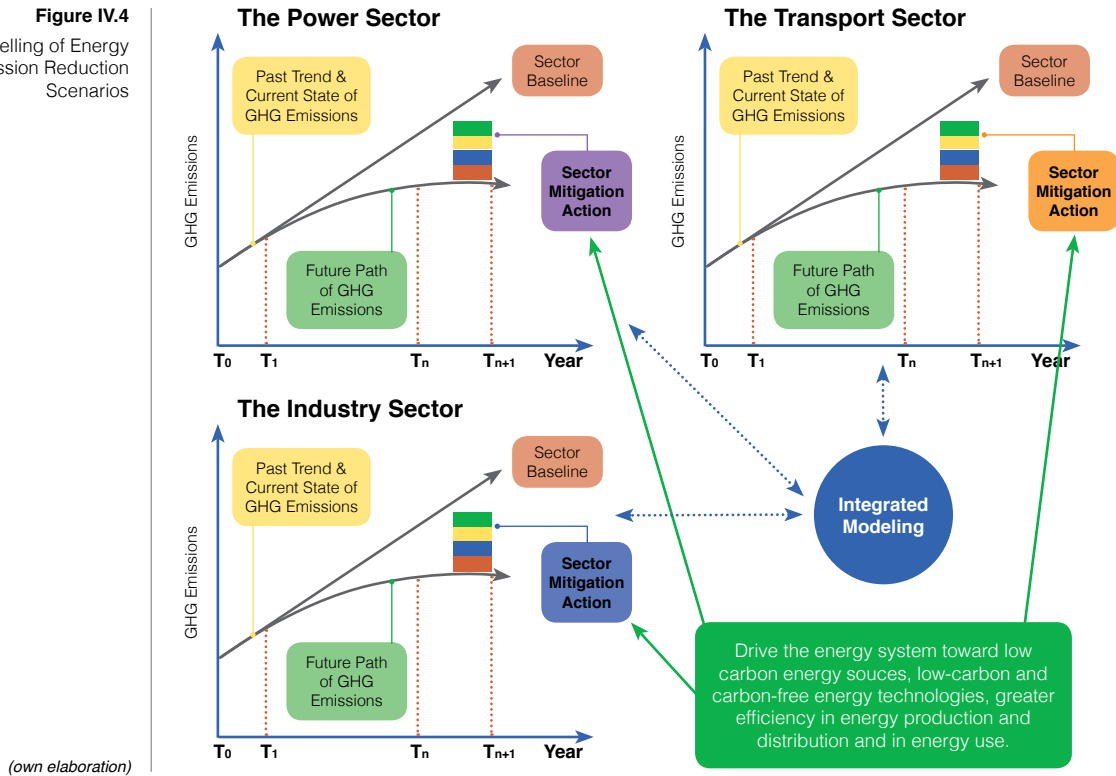 Figure IV.4
elling of Energy
ssion Reduction
Scenarios
The Power Sector
GHG Emissions
Past Trend &
Current State of
GHG Emissions
Sector
Baseline
Sector
Mitigation
Action
Future Path
of GHG
Emissions
T0 T1 Tn Tn+1 Year
The Transport Sector
GHG Emissions
Past Trend &
Current State of
GHG Emissions
Sector
Baseline
Sector
Mitigation
Action
Future Path
of GHG
Emissions
T0 T1 Tn Tn+1 Year
The Industry Sector
GHG Emissions
Past Trend &
Current State of
GHG Emissions
Sector
Baseline
Sector
Mitigation
Action
Future Path
of GHG
Emissions
T0 T1 Tn Tn+1 Year
Integrated
Modeling
Drive the energy system toward low
carbon energy souces, low-carbon and
carbon-free energy technologies, greater
efficiency in energy production and
distribution and in energy use.
(own elaboration)